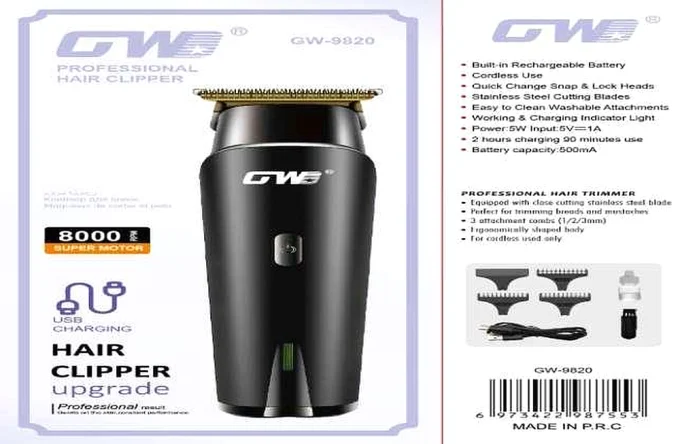 GW
®
GW-9820
PROFESSIONAL
HAIR CLIPPER
GW
8000 RPM
SUPER MOTOR
USB
CHARGING
HAIR
CLIPPER
upgrade
Professional result
GW
®
• Built-in Rechargeable Battery
• Cordless Use
• Quick Change Snap & Lock Heads
• Stainless Steel Cutting Blades
• Easy to Clean Washable Attachments
• Working & Charging Indicator Light
• Power:5W Input:5V⎓1A
• 2 hours charging 90 minutes use
• Battery capacity:500mA
PROFESSIONAL HAIR TRIMMER
• Equipped with close cutting stainless steel blade
• Perfect for trimming beards and mustaches
• 3 attachment combs (1/2/3mm)
• Ergonomically shaped body
• For cordless used only
GW-9820
6 973422 987553
MADE IN P.R.C